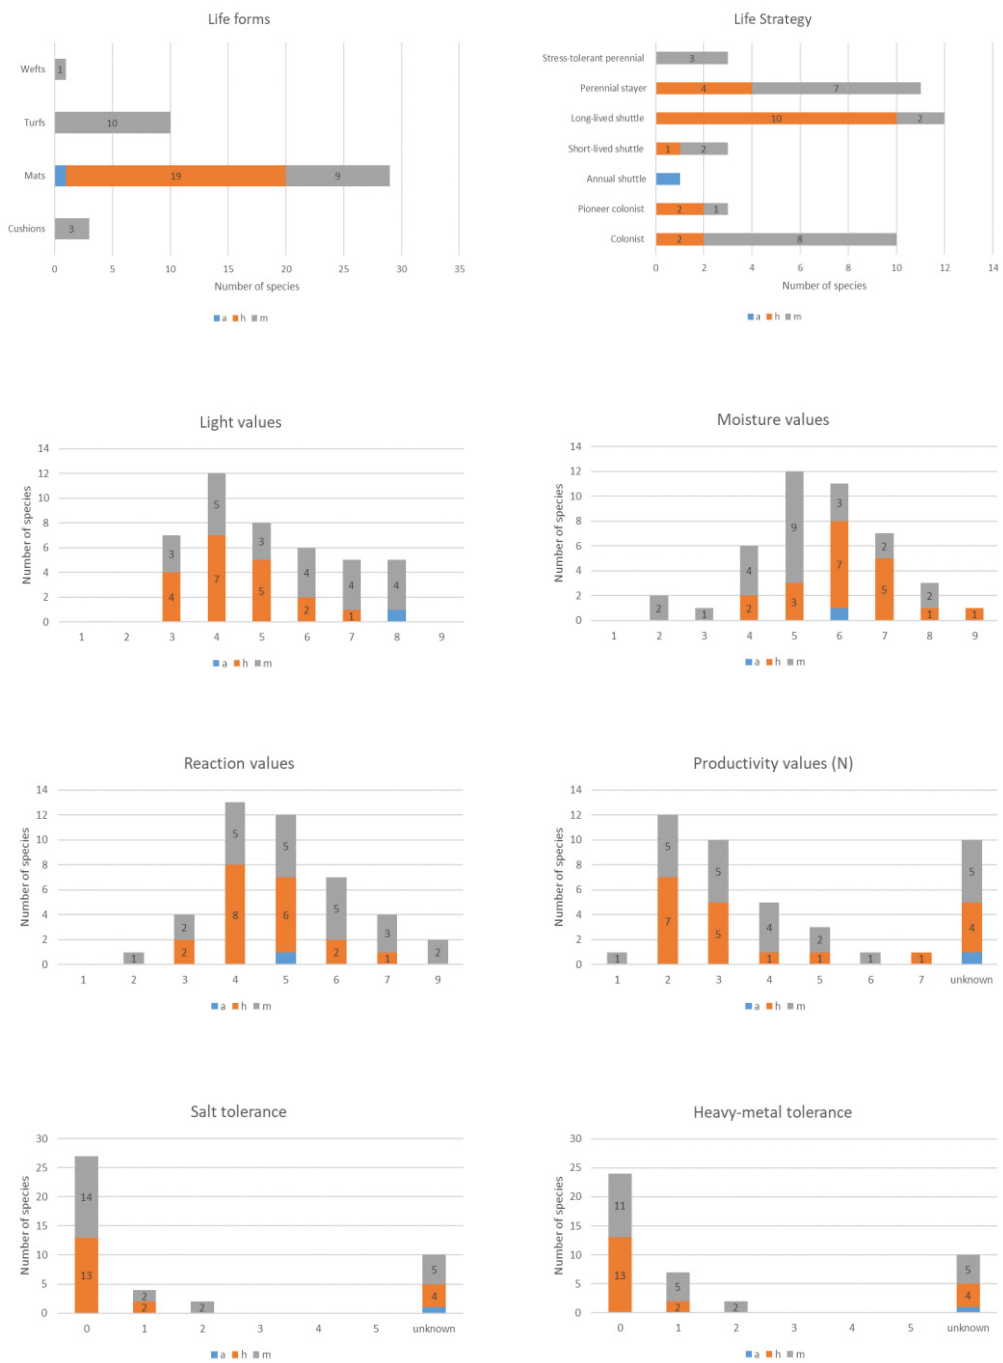 Life forms
Wefts
1
Turfs
10
Mats
19 9
Cushions
3
0 5 10 15 20 25 30 35
Number of species
a h m
Life Strategy
Stress-tolerant perennial
3
Perennial stayer
4 7
Long-lived shuttle
10 2
Short-lived shuttle
1 2
Annual shuttle
Pioneer colonist
2 1
Colonist
2 8
0 2 4 6 8 10 12 14
Number of species
a h m
Light values
Number of species
14
12
10
8
6
4
2
0
3 5 3 4 4 4
4 7 5 2 1
1 2 3 4 5 6 7 8 9
a h m
Moisture values
Number of species
14
12
10
8
6
4
2
0
2 1 4 9 3 2 2
2 3 7 5 1 1
1 2 3 4 5 6 7 8 9
a h m
Reaction values
Number of species
14
12
10
8
6
4
2
0
1 2 5 5 5 3 2
2 8 6 2 1
1 2 3 4 5 6 7 9
a h m
Productivity values (N)
Number of species
14
12
10
8
6
4
2
0
1 5 5 4 2 1 5
7 5 1 1 1 4
1 2 3 4 5 6 7 unknown
a h m
Salt tolerance
Number of species
30
25
20
15
10
5
0
14 2 2 5
13 2 4
0 1 2 3 4 5 unknown
a h m
Heavy-metal tolerance
Number of species
30
25
20
15
10
5
0
11 5 2 5
13 2 4
0 1 2 3 4 5 unknown
a h m